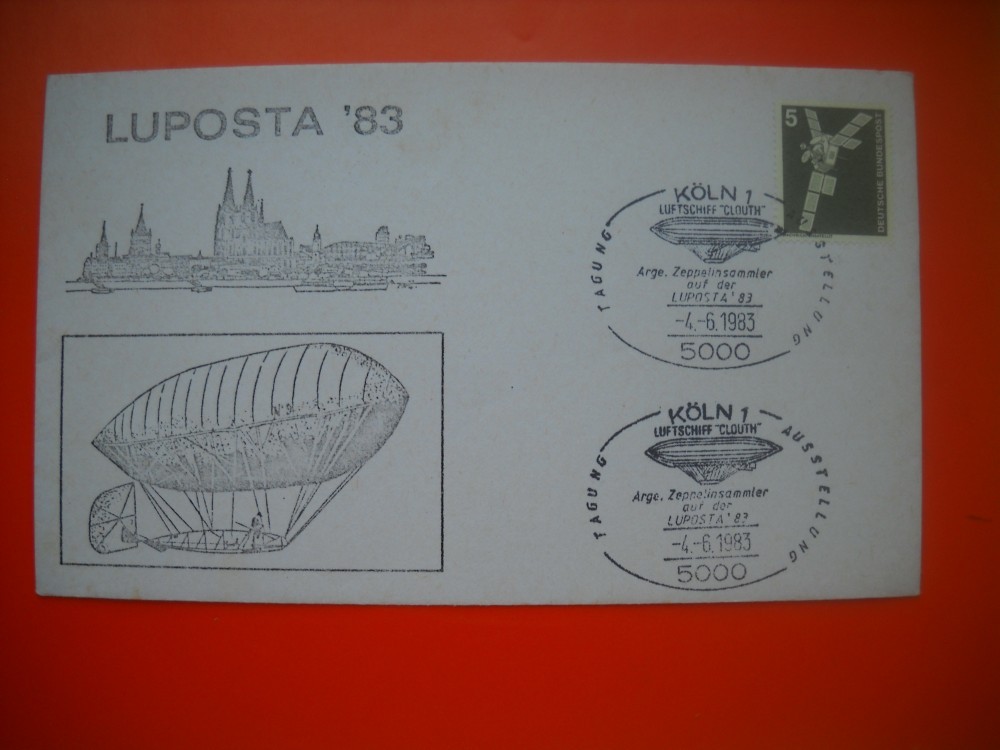 LUPOSTA '83
5
DEUTSCHE BUNDESPOST
KÖLN 1
LUFTSCHIFF "CLOUTH"
TAGUNG
Arge. Zeppelinsammler
auf der
LUPOSTA'83
-4.-6.1983
5000
STELLUNG
KÖLN 1
LUFTSCHIFF "CLOUTH"
TAGUNG
AUSSTELLUNG
Arge. Zeppelinsammler
auf der
LUPOSTA'83
-4.-6.1983
5000